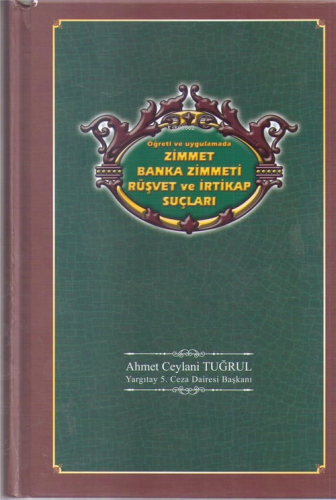 Öğreti ve uygulamada
ZİMMET
BANKA ZİMMETİ
RÜŞVET ve İRTİKAP
SUÇLARI
Ahmet Ceylani TUĞRUL
Yargıtay 5. Ceza Dairesi Başkanı